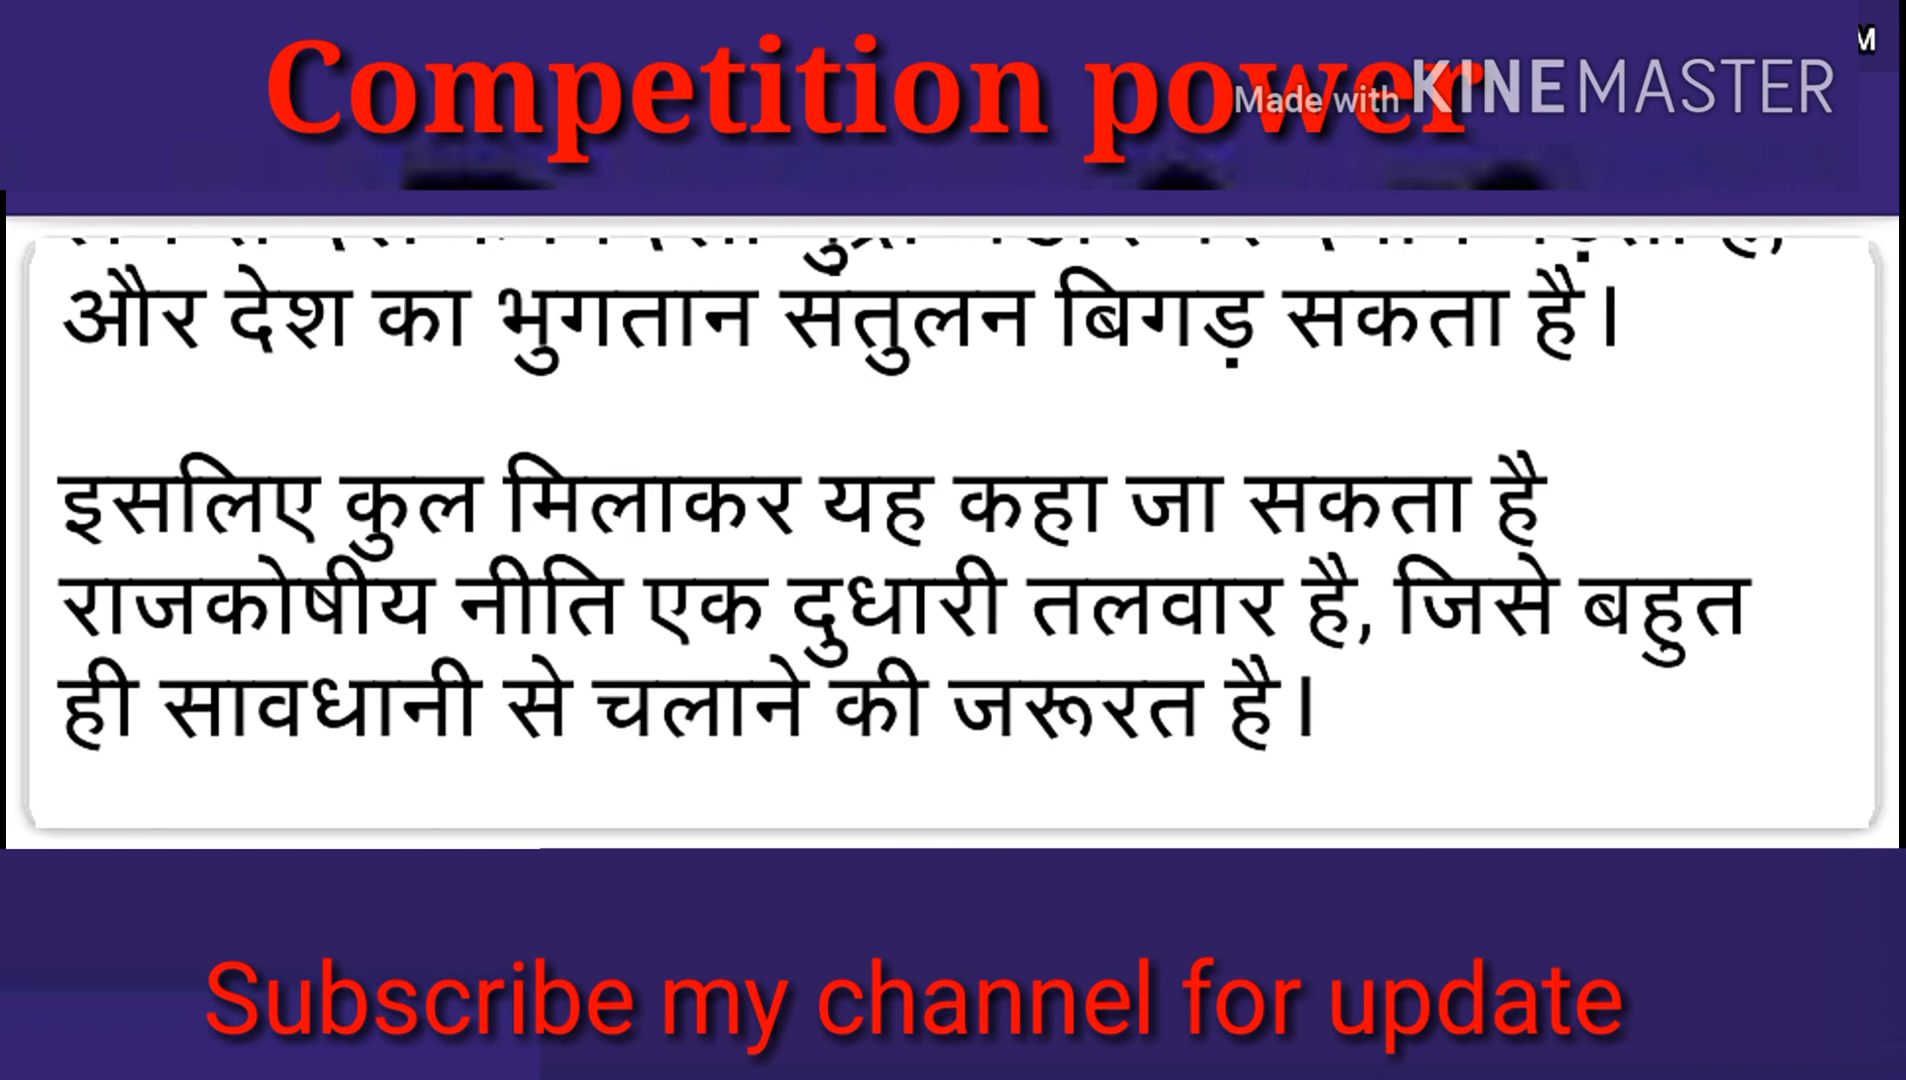 Competition power
Made with KINEMASTER
M
और देश का भुगतान संतुलन बिगड़ सकता है।
इसलिए कुल मिलाकर यह कहा जा सकता है
राजकोषीय नीति एक दुधारी तलवार है, जिसे बहुत
ही सावधानी से चलाने की जरूरत है।
Subscribe my channel for update